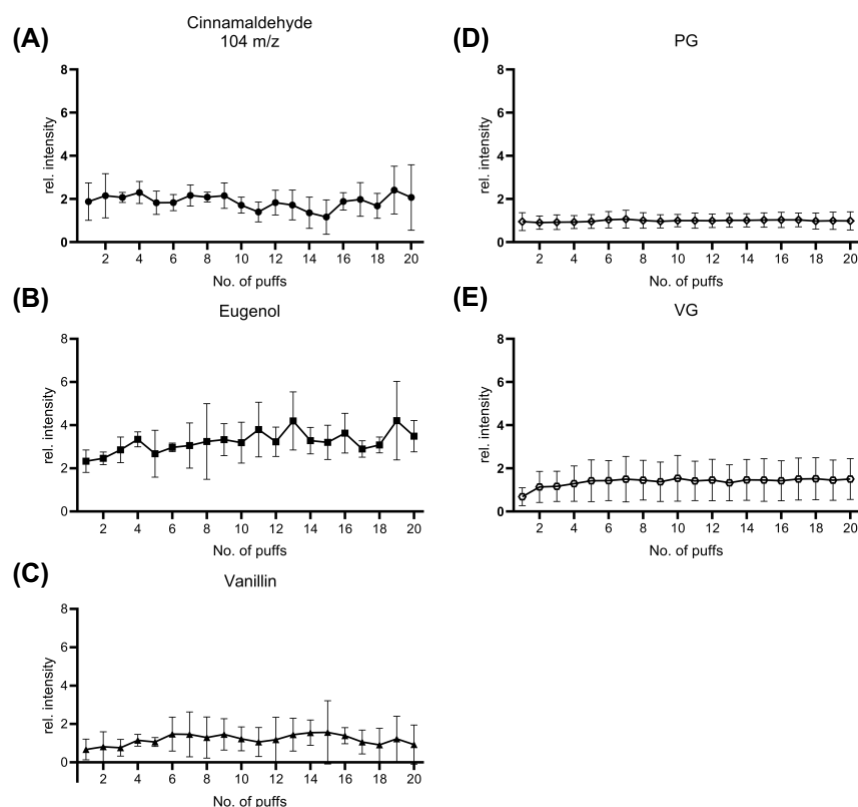 (A)
Cinnamaldehyde
104 m/z
8
6
4
2
0
rel. intensity
2 4 6 8 10 12 14 16 18 20
No. of puffs
(B)
Eugenol
8
6
4
2
0
rel. intensity
2 4 6 8 10 12 14 16 18 20
No. of puffs
(C)
Vanillin
8
6
4
2
0
rel. intensity
2 4 6 8 10 12 14 16 18 20
No. of puffs
(D)
PG
8
6
4
2
0
rel. intensity
2 4 6 8 10 12 14 16 18 20
No. of puffs
(E)
VG
8
6
4
2
0
rel. intensity
2 4 6 8 10 12 14 16 18 20
No. of puffs